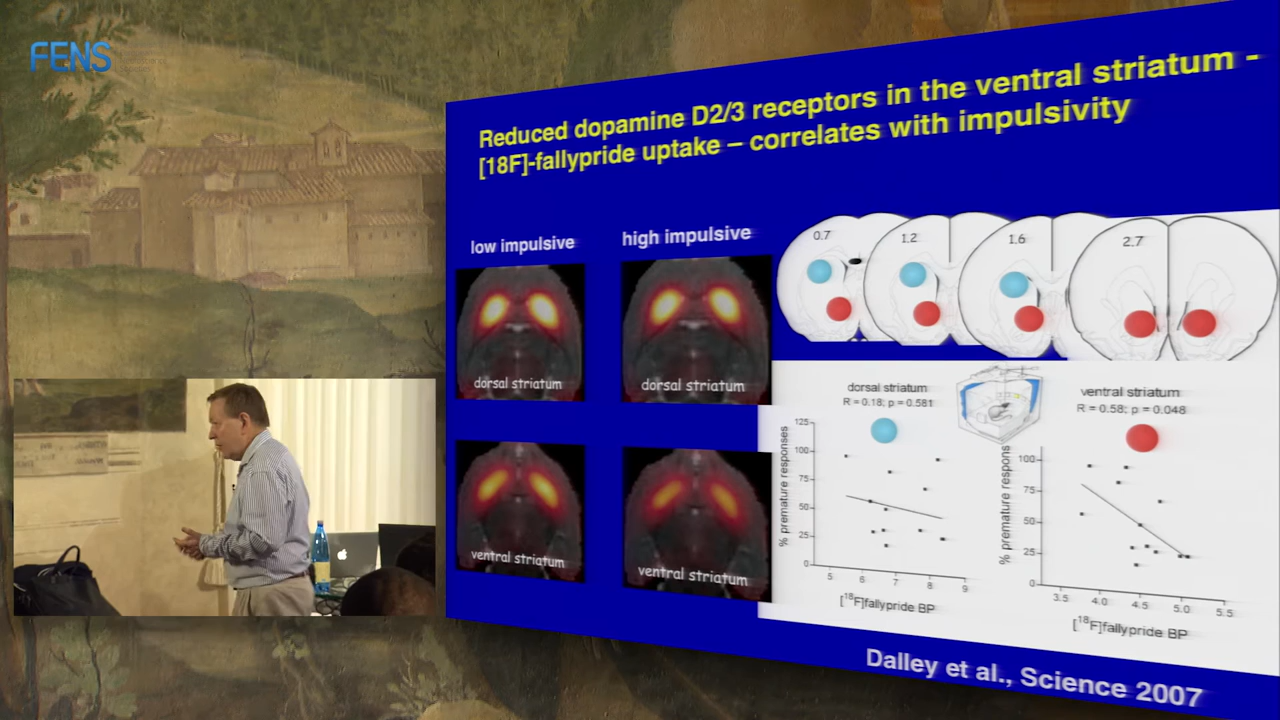 FENS
Reduced dopamine D2/3 receptors in the ventral striatum -
[18F]-fallypride uptake – correlates with impulsivity
low impulsive
high impulsive
dorsal striatum
dorsal striatum
ventral striatum
ventral striatum
0.7
1.2
1.6
2.7
dorsal striatum
R = 0.18; p = 0.581
% premature responses
125
100
75
50
25
0
5
6
7
8
9
[18F]fallypride BP
ventral striatum
R = 0.58; p = 0.048
% premature respons
100
75
50
25
0
3.5
4.0
4.5
5.0
5.5
[18F]fallypride BP
Dalley et al., Science 2007